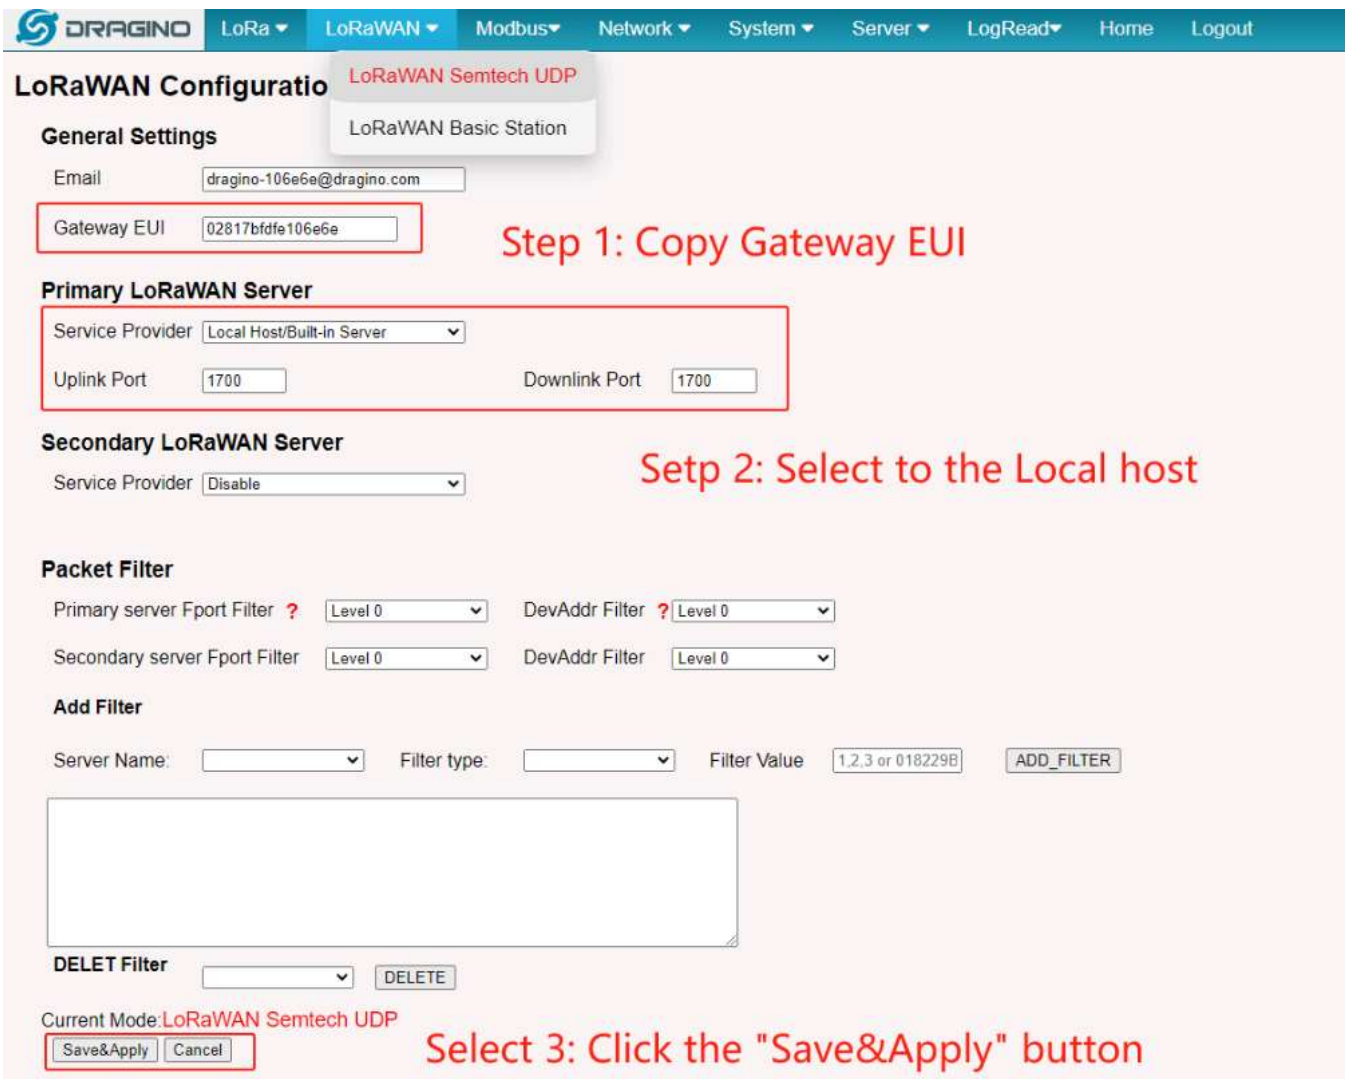 DRAGINO LoRa LoRaWAN Modbus Network System Server LogRead Home Logout
LoRaWAN Semtech UDP
LoRaWAN Configuratio
LoRaWAN Basic Station
General Settings
Email dragino-106e6e@dragino.com
Gateway EUI 02817bfdfe106e6e
Step 1: Copy Gateway EUI
Primary LoRaWAN Server
Service Provider Local Host/Built-in Server
Uplink Port 1700 Downlink Port 1700
Secondary LoRaWAN Server
Setp 2: Select to the Local host
Service Provider Disable
Packet Filter
Primary server Fport Filter ? Level 0 DevAddr Filter ? Level 0
Secondary server Fport Filter Level 0 DevAddr Filter Level 0
Add Filter
Server Name: Filter type: Filter Value 1,2,3 or 018229B ADD_FILTER
DELET Filter DELETE
Current Mode:LoRaWAN Semtech UDP
Save&Apply Cancel
Select 3: Click the "Save&Apply" button